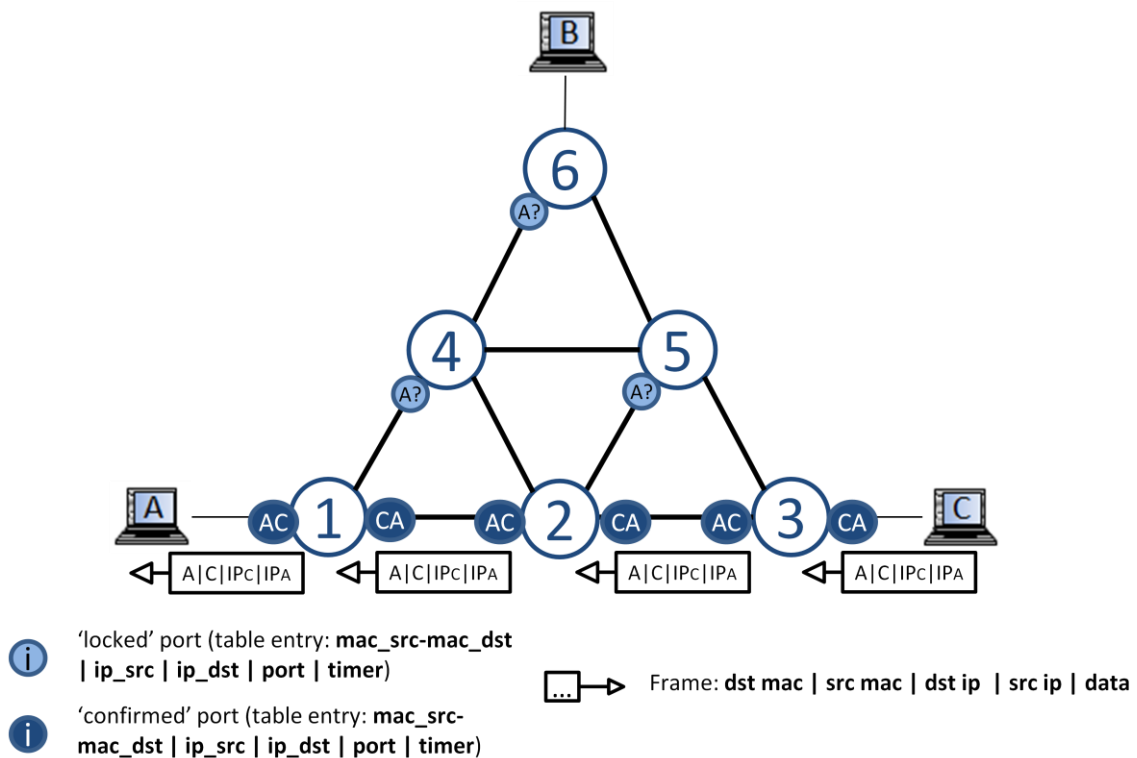 B
6
A?
4
5
A?
A?
A
AC
1
CA
AC
2
CA
AC
3
CA
C
A|C|IPC|IPA
A|C|IPC|IPA
A|C|IPC|IPA
A|C|IPC|IPA
i
‘locked’ port (table entry: mac_src-mac_dst
| ip_src | ip_dst | port | timer)
...
Frame: dst mac | src mac | dst ip | src ip | data
i
‘confirmed’ port (table entry: mac_src-
mac_dst | ip_src | ip_dst | port | timer)